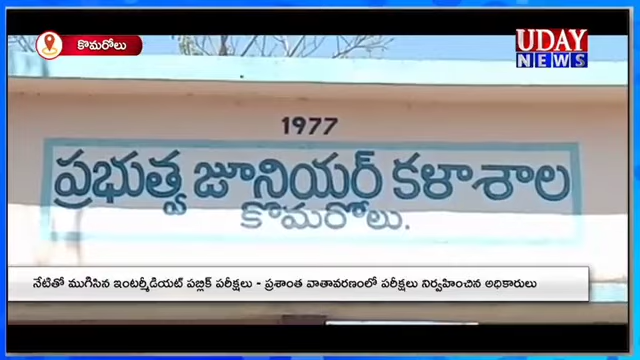 కొమరోలు
UDAY
NEWS
1977
ప్రభుత్వ జూనియర్ కళాశాల
కొమరోలు.
నేటితో ముగిసిన ఇంటర్మీడియట్ పబ్లిక్ పరీక్షలు - ప్రశాంత వాతావరణంలో పరీక్షలు నిర్వహించిన అధికారులు